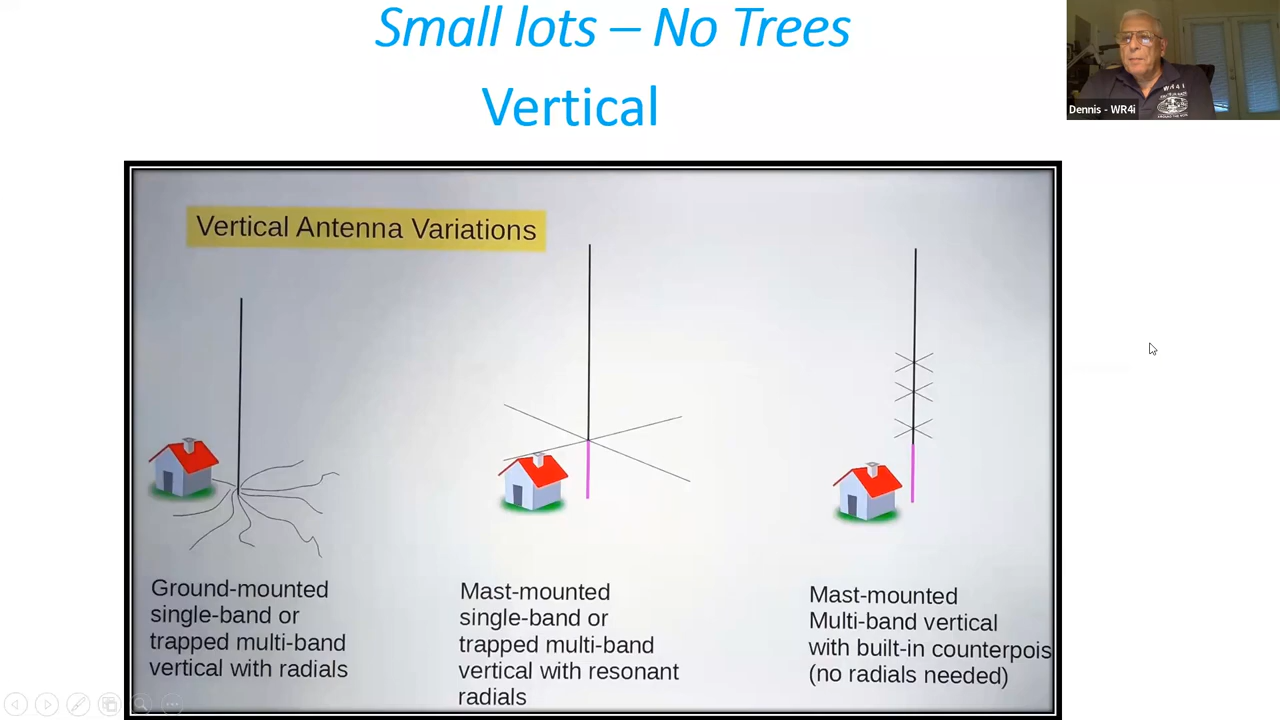 Small lots – No Trees
Vertical
Dennis - WR4i
WR4I
Vertical Antenna Variations
Ground-mounted
single-band or
trapped multi-band
vertical with radials
Mast-mounted
single-band or
trapped multi-band
vertical with resonant
radials
Mast-mounted
Multi-band vertical
with built-in counterpois
(no radials needed)